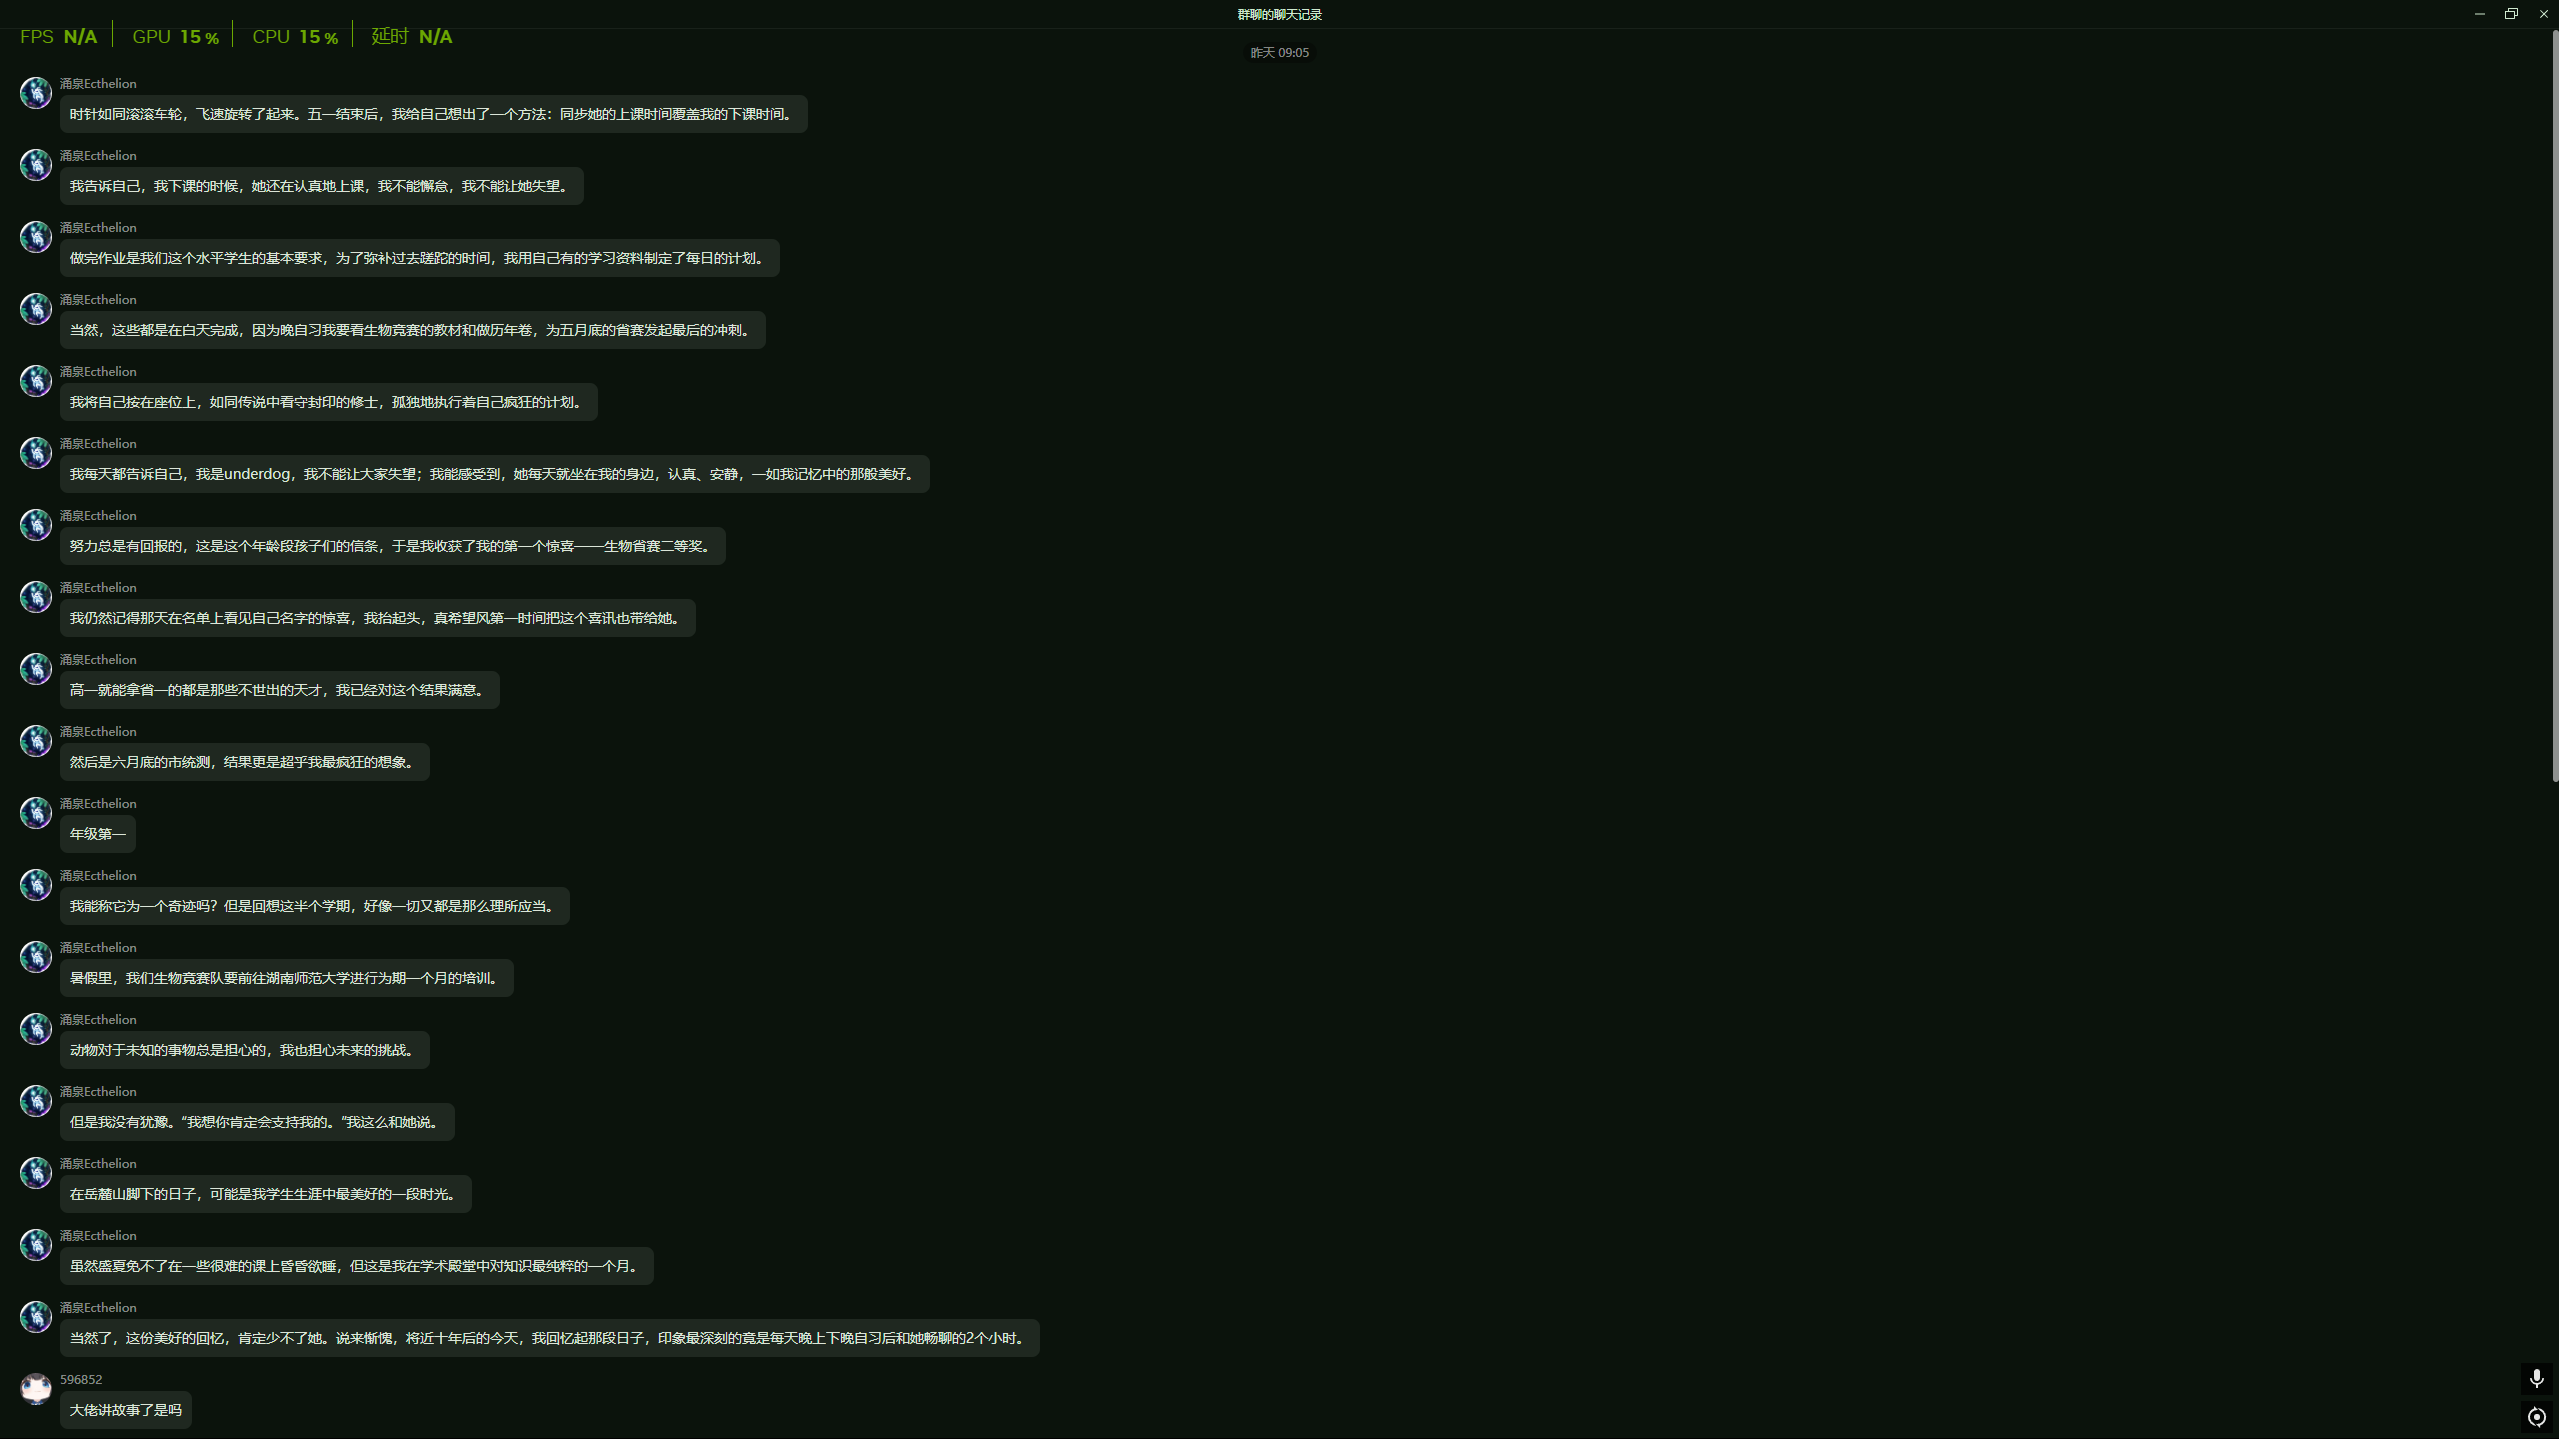 群聊的聊天记录
FPS N/A GPU 15 % CPU 15 % 延时 N/A
昨天 09:05
涌泉Ecthelion
时针如同滚滚车轮，飞速旋转了起来。五一结束后，我给自己想出了一个方法：同步她的上课时间覆盖我的下课时间。
涌泉Ecthelion
我告诉自己，我下课的时候，她还在认真地上课，我不能懈怠，我不能让她失望。
涌泉Ecthelion
做完作业是我们这个水平学生的基本要求，为了弥补过去蹉跎的时间，我用自己有的学习资料制定了每日的计划。
涌泉Ecthelion
当然，这些都是在白天完成，因为晚自习我要看生物竞赛的教材和做历年卷，为五月底的省赛发起最后的冲刺。
涌泉Ecthelion
我将自己按在座位上，如同传说中看守封印的修士，孤独地执行着自己疯狂的计划。
涌泉Ecthelion
我每天都告诉自己，我是underdog，我不能让大家失望；我能感受到，她每天就坐在我的身边，认真、安静，一如我记忆中的那般美好。
涌泉Ecthelion
努力总是有回报的，这是这个年龄段孩子们的信条，于是我收获了我的第一个惊喜——生物省赛二等奖。
涌泉Ecthelion
我仍然记得那天在名单上看见自己名字的惊喜，我抬起头，真希望风第一时间把这个喜讯也带给她。
涌泉Ecthelion
高一就能拿省一的都是那些不世出的天才，我已经对这个结果满意。
涌泉Ecthelion
然后是六月底的市统测，结果更是超乎我最疯狂的想象。
涌泉Ecthelion
年级第一
涌泉Ecthelion
我能称它为一个奇迹吗？但是回想这半个学期，好像一切又都是那么理所应当。
涌泉Ecthelion
暑假里，我们生物竞赛队要前往湖南师范大学进行为期一个月的培训。
涌泉Ecthelion
动物对于未知的事物总是担心的，我也担心未来的挑战。
涌泉Ecthelion
但是我没有犹豫。“我想你肯定会支持我的。”我这么和她说。
涌泉Ecthelion
在岳麓山脚下的日子，可能是我学生生涯中最美好的一段时光。
涌泉Ecthelion
虽然盛夏免不了在一些很难的课上昏昏欲睡，但这是我在学术殿堂中对知识最纯粹的一个月。
涌泉Ecthelion
当然了，这份美好的回忆，肯定少不了她。说来惭愧，将近十年后的今天，我回忆起那段日子，印象最深刻的竟是每天晚上下晚自习后和她畅聊的2个小时。
596852
大佬讲故事了是吗